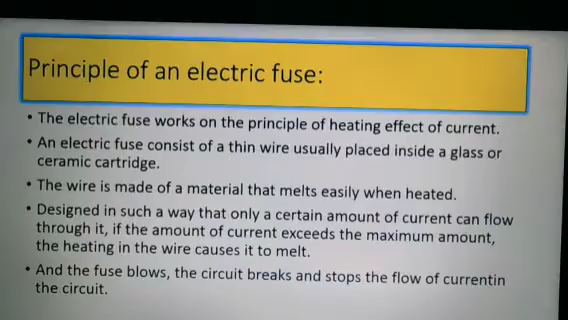 Principle of an electric fuse:
• The electric fuse works on the principle of heating effect of current.
• An electric fuse consist of a thin wire usually placed inside a glass or
ceramic cartridge.
• The wire is made of a material that melts easily when heated.
• Designed in such a way that only a certain amount of current can flow
through it, if the amount of current exceeds the maximum amount,
the heating in the wire causes it to melt.
• And the fuse blows, the circuit breaks and stops the flow of currentin
the circuit.